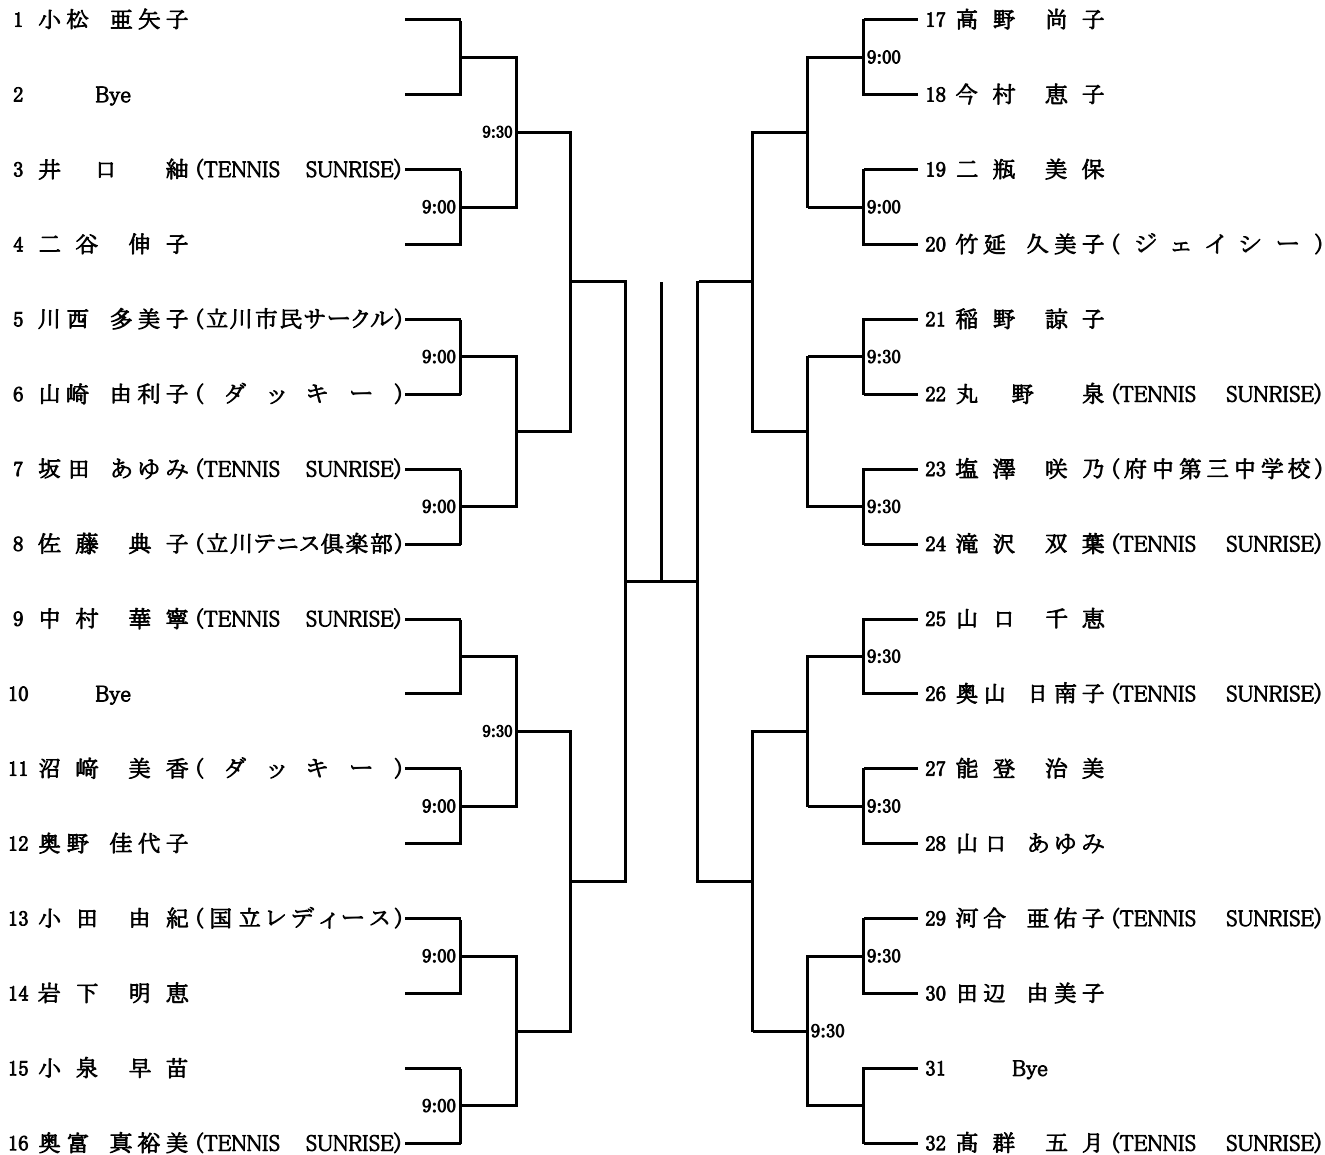 1 小松 亜矢子
2 Bye
9:30
3 井口 紬 (TENNIS SUNRISE)
9:00
4 二谷 伸子
5 川西 多美子 (立川市民サークル)
9:00
6 山崎 由利子 (ダッキー)
7 坂田 あゆみ (TENNIS SUNRISE)
9:00
8 佐藤 典子 (立川テニス倶楽部)
9 中村 華寧 (TENNIS SUNRISE)
10 Bye
9:30
11 沼﨑 美香 (ダッキー)
9:00
12 奥野 佳代子
13 小田 由紀 (国立レディース)
9:00
14 岩下 明恵
15 小泉 早苗
9:00
16 奥富 真裕美 (TENNIS SUNRISE)
17 髙野 尚子
9:00
18 今村 恵子
19 二瓶 美保
9:00
20 竹延 久美子 (ジェイシー)
21 稲野 諒子
9:30
22 丸野 泉 (TENNIS SUNRISE)
23 塩澤 咲乃 (府中第三中学校)
9:30
24 滝沢 双葉 (TENNIS SUNRISE)
25 山口 千恵
9:30
26 奥山 日南子 (TENNIS SUNRISE)
27 能登 治美
9:30
28 山口 あゆみ
29 河合 亜佑子 (TENNIS SUNRISE)
9:30
30 田辺 由美子
9:30
31 Bye
32 髙群 五月 (TENNIS SUNRISE)